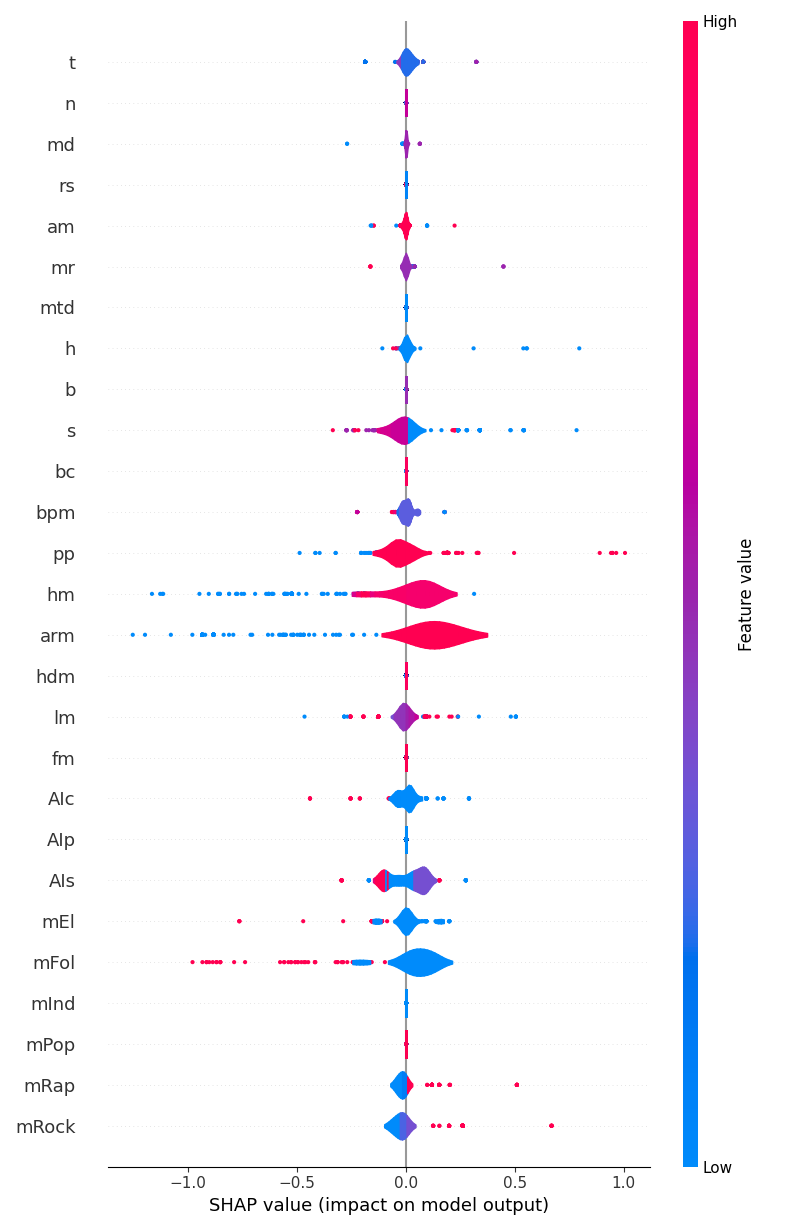 High
t
n
md
rs
am
mr
mtd
h
b
s
bc
bpm
pp
hm
arm
hdm
lm
fm
AIc
AIp
AIs
mEl
mFol
mInd
mPop
mRap
mRock
Feature value
Low
−1.0 −0.5 0.0 0.5 1.0
SHAP value (impact on model output)